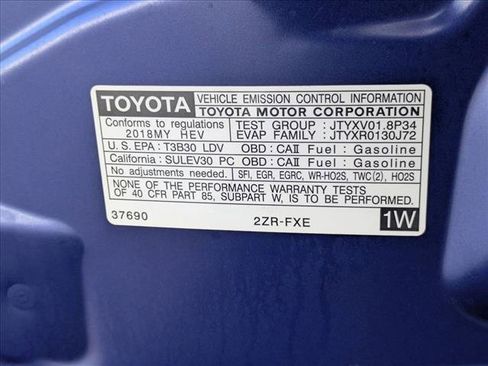 TOYOTA VEHICLE EMISSION CONTROL INFORMATION
TOYOTA MOTOR CORPORATION
Conforms to regulations TEST GROUP : JTYXV01.8P34
2018MY HEV EVAP FAMILY : JTYXR0130J72
U.S. EPA : T3B30 LDV OBD : CAII Fuel : Gasoline
California : SULEV30 PC OBD : CAII Fuel : Gasoline
No adjustments needed. SFI, EGR, EGRC, WR-HO2S, TWC(2), HO2S
NONE OF THE PERFORMANCE WARRANTY TESTS
OF 40 CFR PART 85, SUBPART W, IS TO BE PERFORMED.
37690 2ZR-FXE 1W